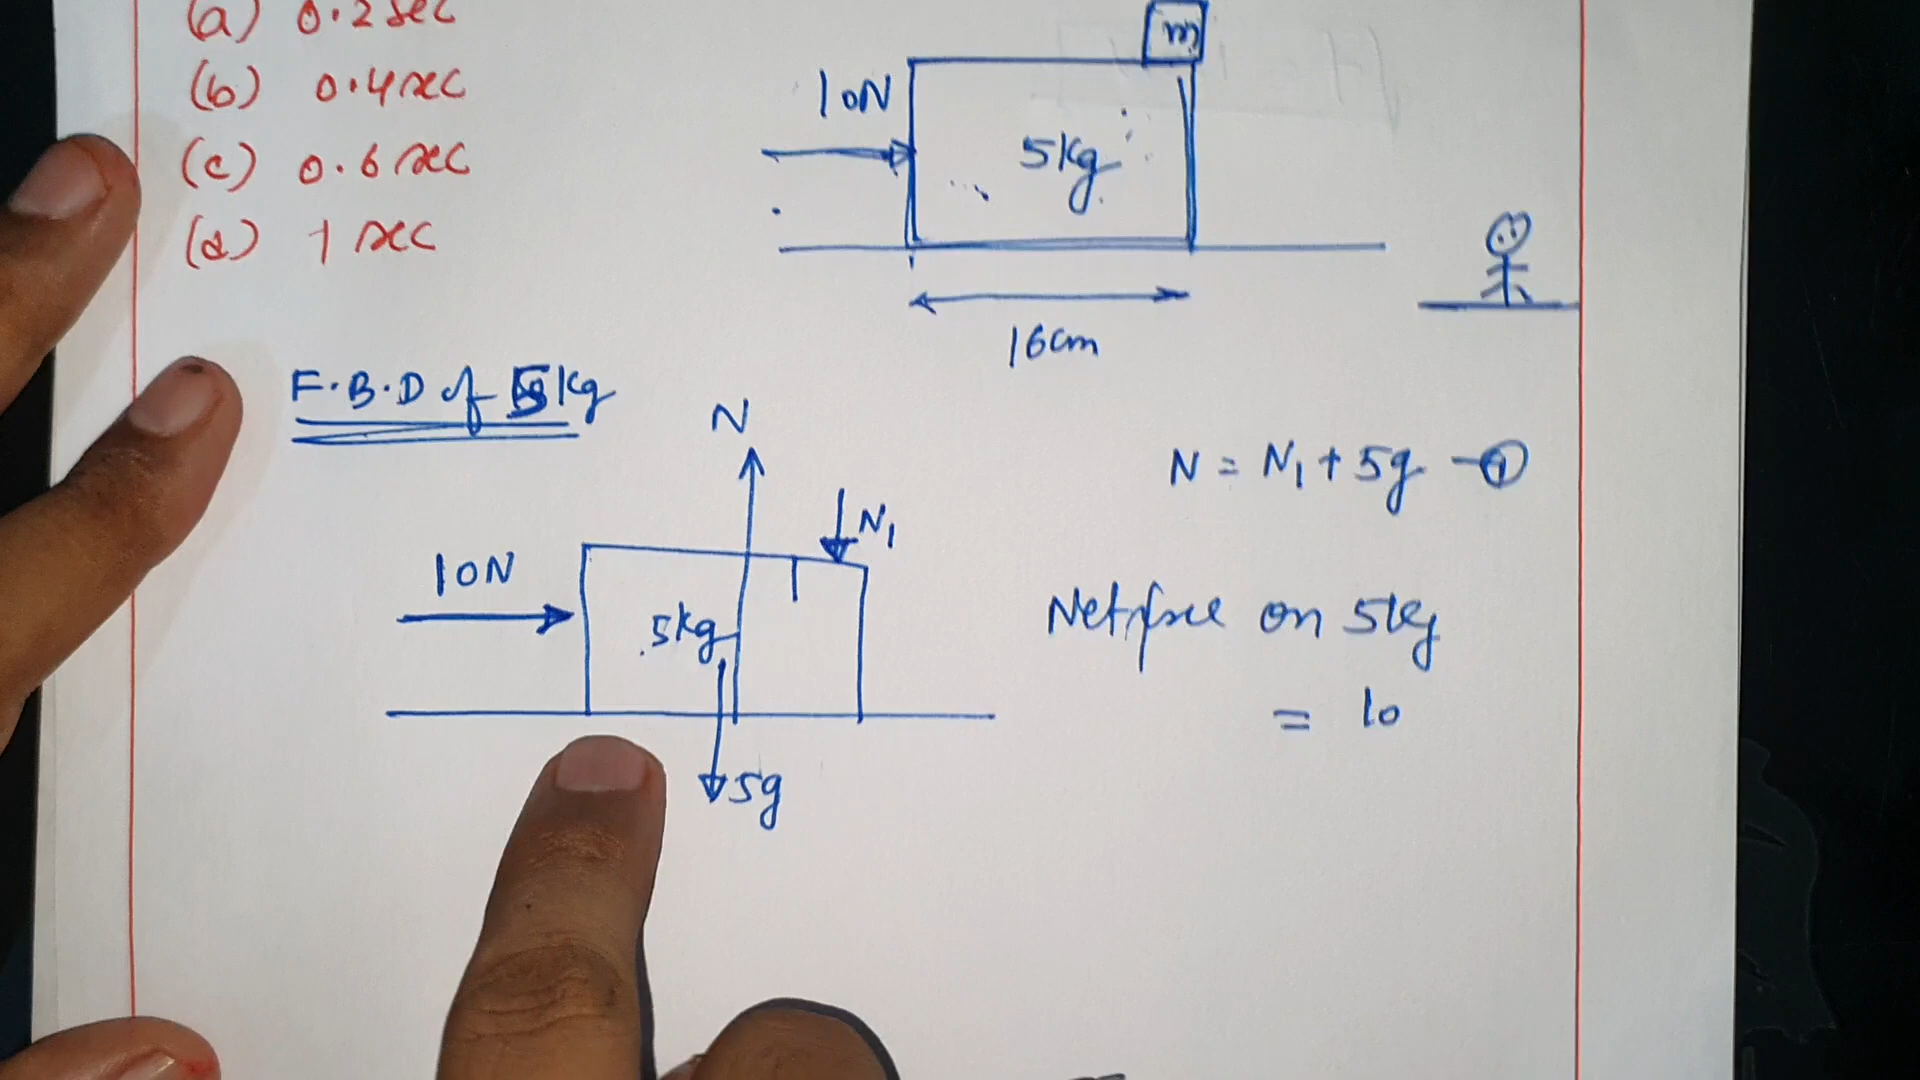 (a) 0.2 sec
(b) 0.4 sec
(c) 0.6 sec
(d) 1 sec
m
10N
5kg
16cm
F.B.D of 5kg
N
N₁
10N
5kg
5g
N = N₁ + 5g -①
Net force on 5kg
= 10